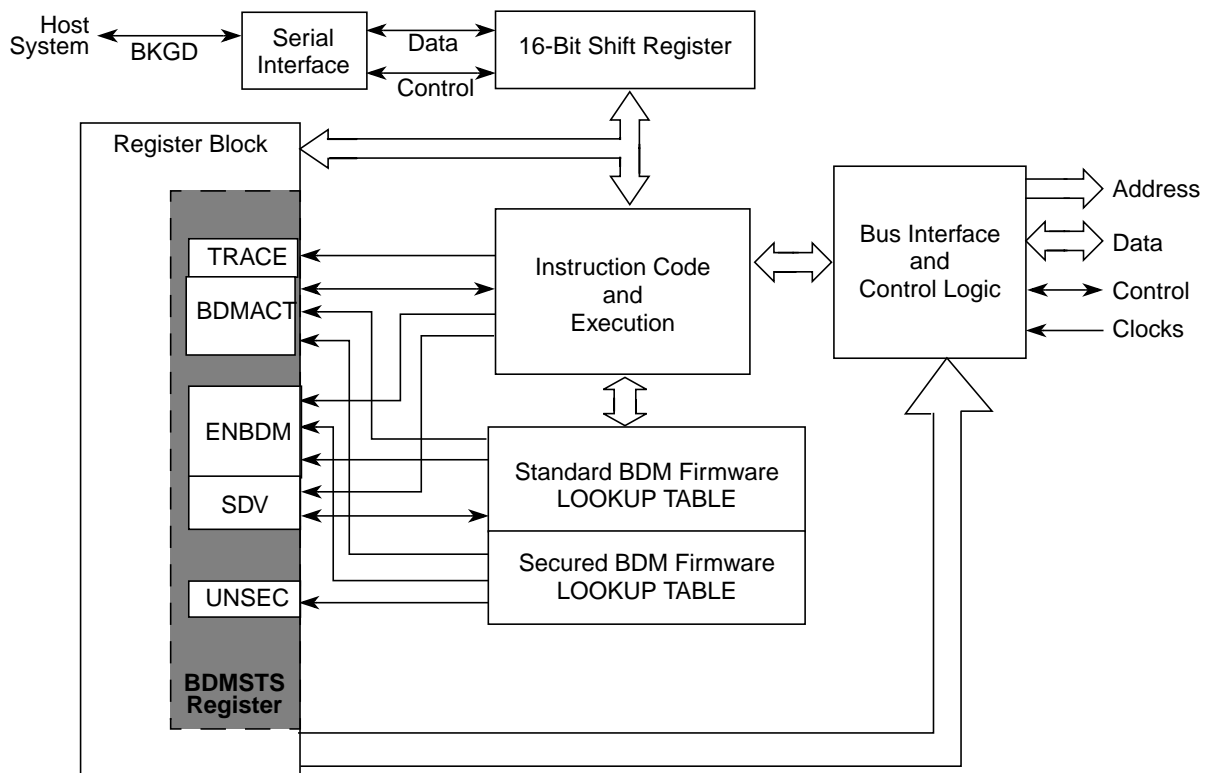 Host
System
BKGD
Serial
Interface
Data
Control
16-Bit Shift Register
Register Block
TRACE
BDMACT
ENBDM
SDV
UNSEC
BDMSTS
Register
Instruction Code
and
Execution
Standard BDM Firmware
LOOKUP TABLE
Secured BDM Firmware
LOOKUP TABLE
Bus Interface
and
Control Logic
Address
Data
Control
Clocks